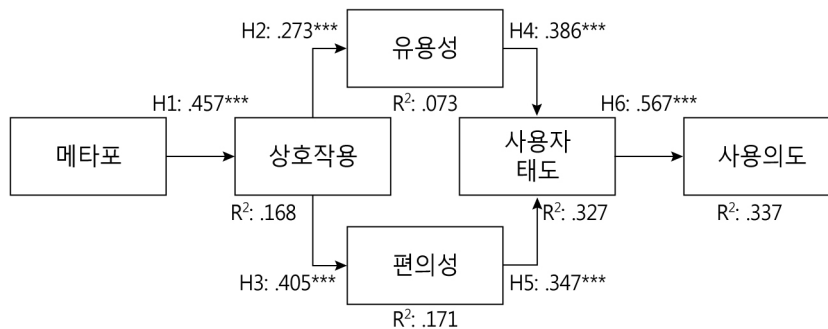 H2: .273***
유용성
H4: .386***
R²: .073
H1: .457***
H6: .567***
메타포
상호작용
사용자
태도
사용의도
R²: .168
R²: .327
R²: .337
편의성
H3: .405***
H5: .347***
R²: .171